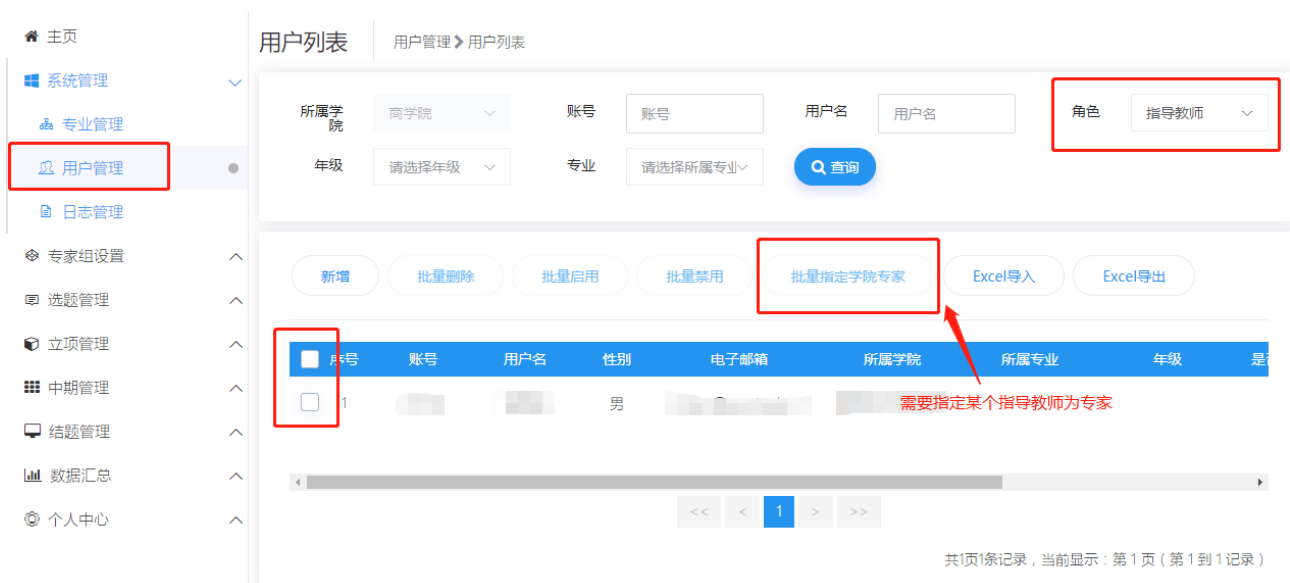 主页
系统管理
专业管理
用户管理
日志管理
专家组设置
选题管理
立项管理
中期管理
结题管理
数据汇总
个人中心
用户列表 用户管理 用户列表
所属学院 商学院 账号 账号 用户名 用户名 角色 指导教师
年级 请选择年级 专业 请选择所属专业 查询
新增 批量删除 批量启用 批量禁用 批量指定学院专家 Excel导入 Excel导出
序号 账号 用户名 性别 电子邮箱 所属学院 所属专业 年级
1 男
需要指定某个指导教师为专家
<< < 1 > >>
共1页1条记录，当前显示：第1页（第1到1记录）